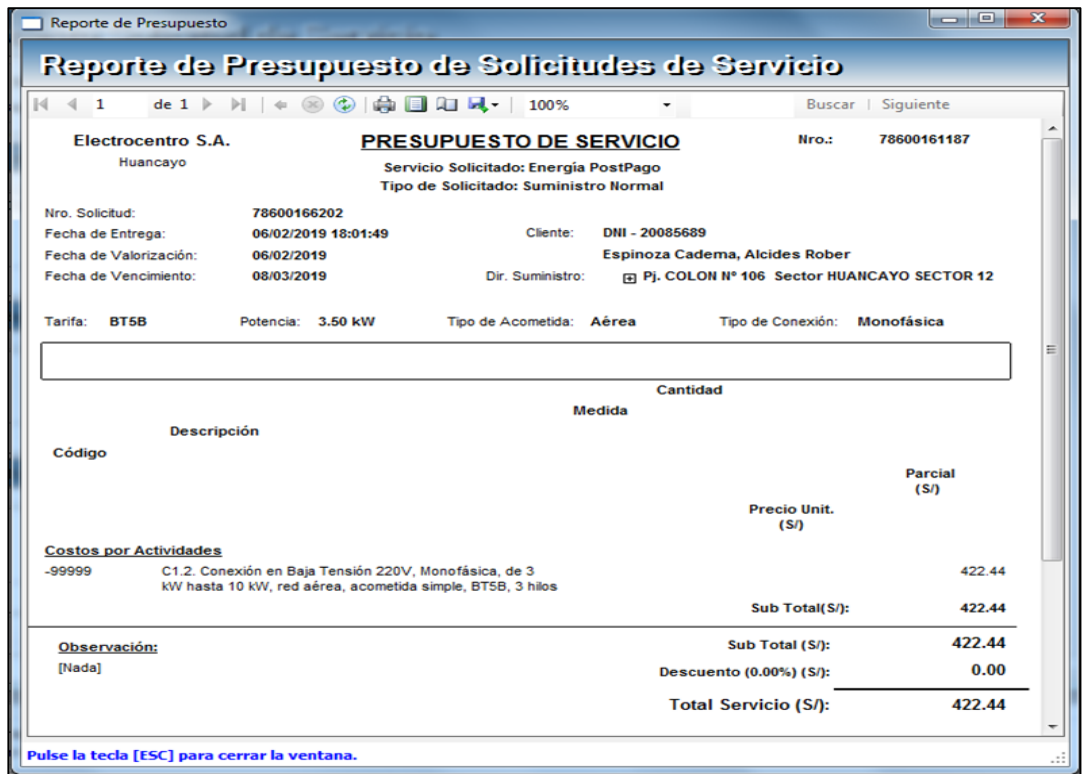 Reporte de Presupuesto
Reporte de Presupuesto de Solicitudes de Servicio
1 de 1 100% Buscar | Siguiente
Electrocentro S.A. PRESUPUESTO DE SERVICIO Nro.: 78600161187
Huancayo
Servicio Solicitado: Energía PostPago
Tipo de Solicitado: Suministro Normal
Nro. Solicitud: 78600166202
Fecha de Entrega: 06/02/2019 18:01:49 Cliente: DNI - 20085689
Fecha de Valorización: 06/02/2019 Espinoza Cadema, Alcides Rober
Fecha de Vencimiento: 08/03/2019 Dir. Suministro: Pj. COLON Nº 106 Sector HUANCAYO SECTOR 12
Tarifa: BT5B Potencia: 3.50 kW Tipo de Acometida: Aérea Tipo de Conexión: Monofásica
Cantidad
Medida
Descripción
Código
Parcial
(S/)
Precio Unit.
(S/)
Costos por Actividades
-99999 C1.2. Conexión en Baja Tensión 220V, Monofásica, de 3 422.44
kW hasta 10 kW, red aérea, acometida simple, BT5B, 3 hilos
Sub Total(S/): 422.44
Observación: Sub Total (S/): 422.44
[Nada] Descuento (0.00%) (S/): 0.00
Total Servicio (S/): 422.44
Pulse la tecla [ESC] para cerrar la ventana.